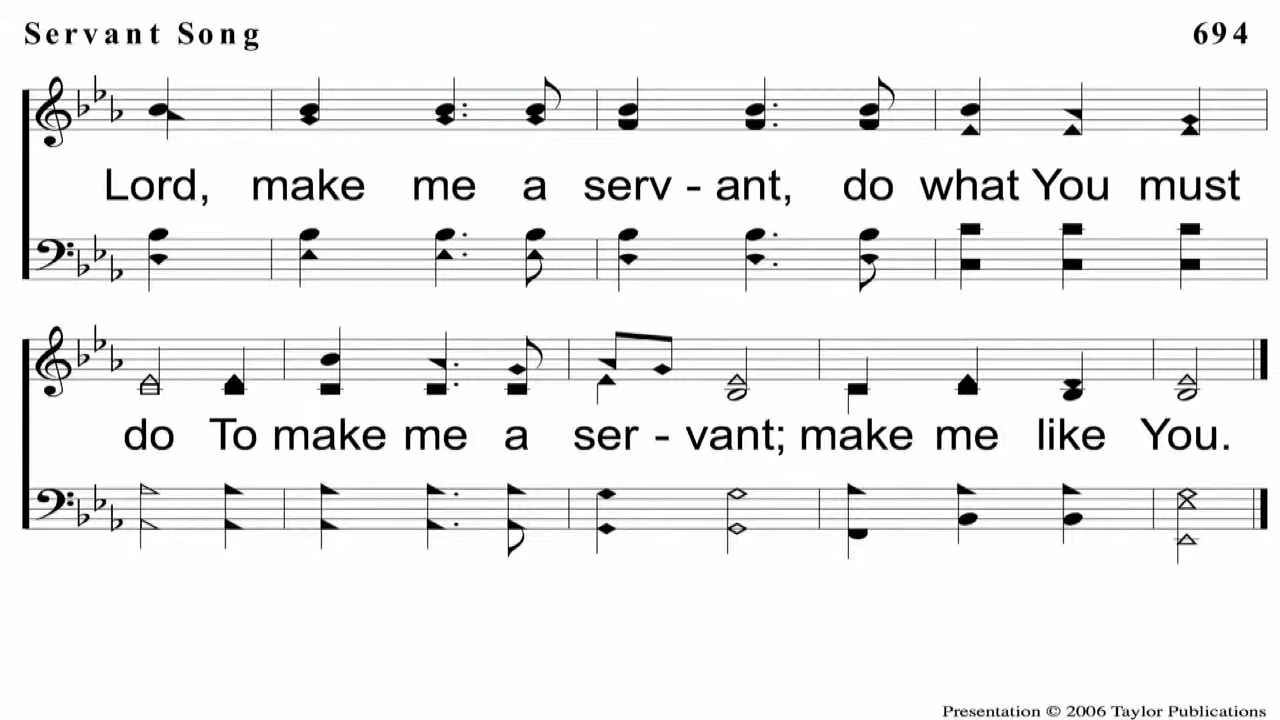 Servant Song 694
Lord, make me a serv - ant, do what You must
do To make me a ser - vant; make me like You.
Presentation © 2006 Taylor Publications